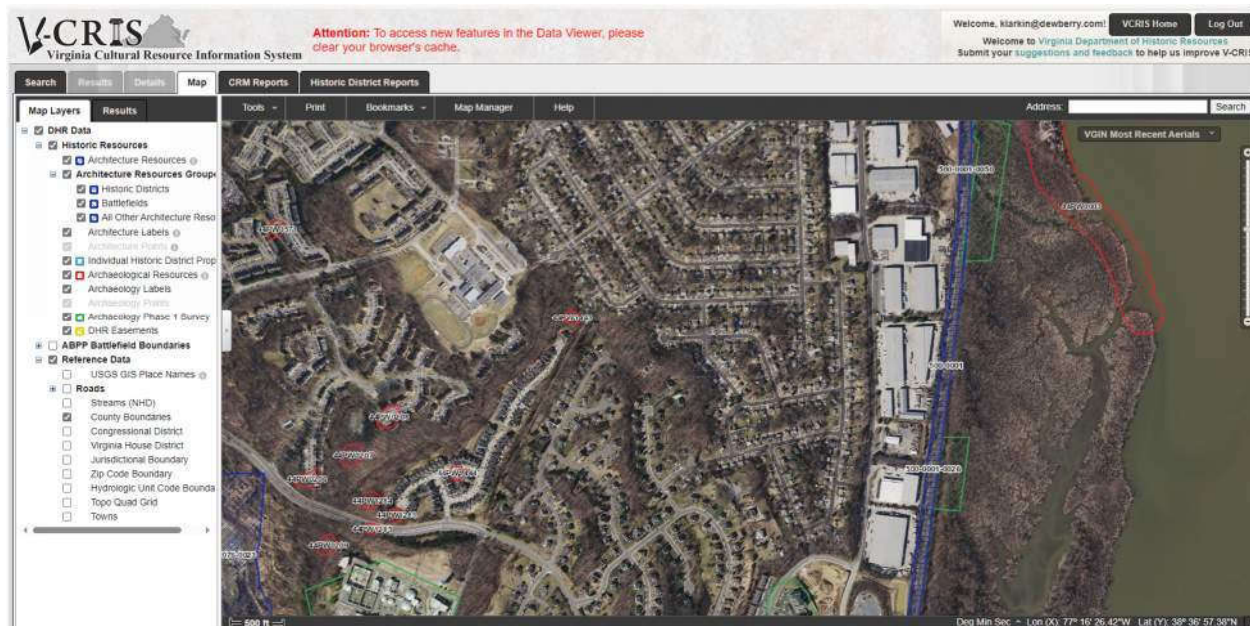 V-CRIS
Virginia Cultural Resource Information System
Attention: To access new features in the Data Viewer, please
clear your browser's cache.
Welcome, klarkin@dewberry.com!
VCRIS Home
Log Out
Welcome to Virginia Department of Historic Resources
Submit your suggestions and feedback to help us improve V-CRIS
Search
Results
Details
Map
CRM Reports
Historic District Reports
Map Layers
Results
Tools
Print
Bookmarks
Map Manager
Help
Address:
Search
VGIN Most Recent Aerials
DHR Data
Historic Resources
Architecture Resources
Architecture Resources Groupe
Historic Districts
Battlefields
All Other Architecture Reso
Architecture Labels
Architecture Points
Individual Historic District Prop
Archaeological Resources
Archaeology Labels
Archaeology Points
Archaeology Phase 1 Survey
DHR Easements
ABPP Battlefield Boundaries
Reference Data
USGS GIS Place Names
Roads
Streams (NHD)
County Boundaries
Congressional District
Virginia House District
Jurisdictional Boundary
Zip Code Boundary
Hydrologic Unit Code Bounda
Topo Quad Grid
Towns
500-0001
500-0001-0026
500 ft
Deg Min Sec
Lon (X): 77° 16' 26.42"W
Lat (Y): 38° 36' 57.38"N